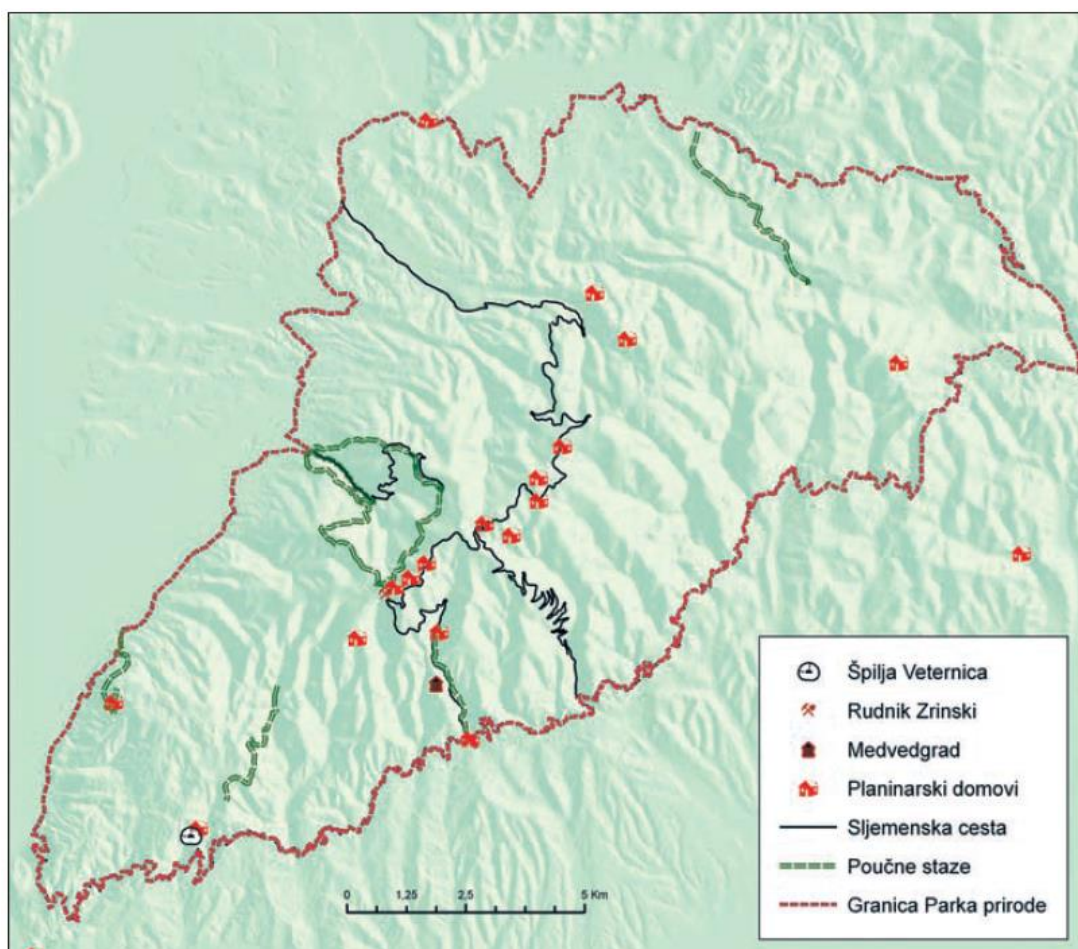 Špilja Veternica
Rudnik Zrinski
Medvedgrad
Planinarski domovi
Sljemenska cesta
Poučne staze
Granica Parka prirode
0 1,25 2,5 5 Km